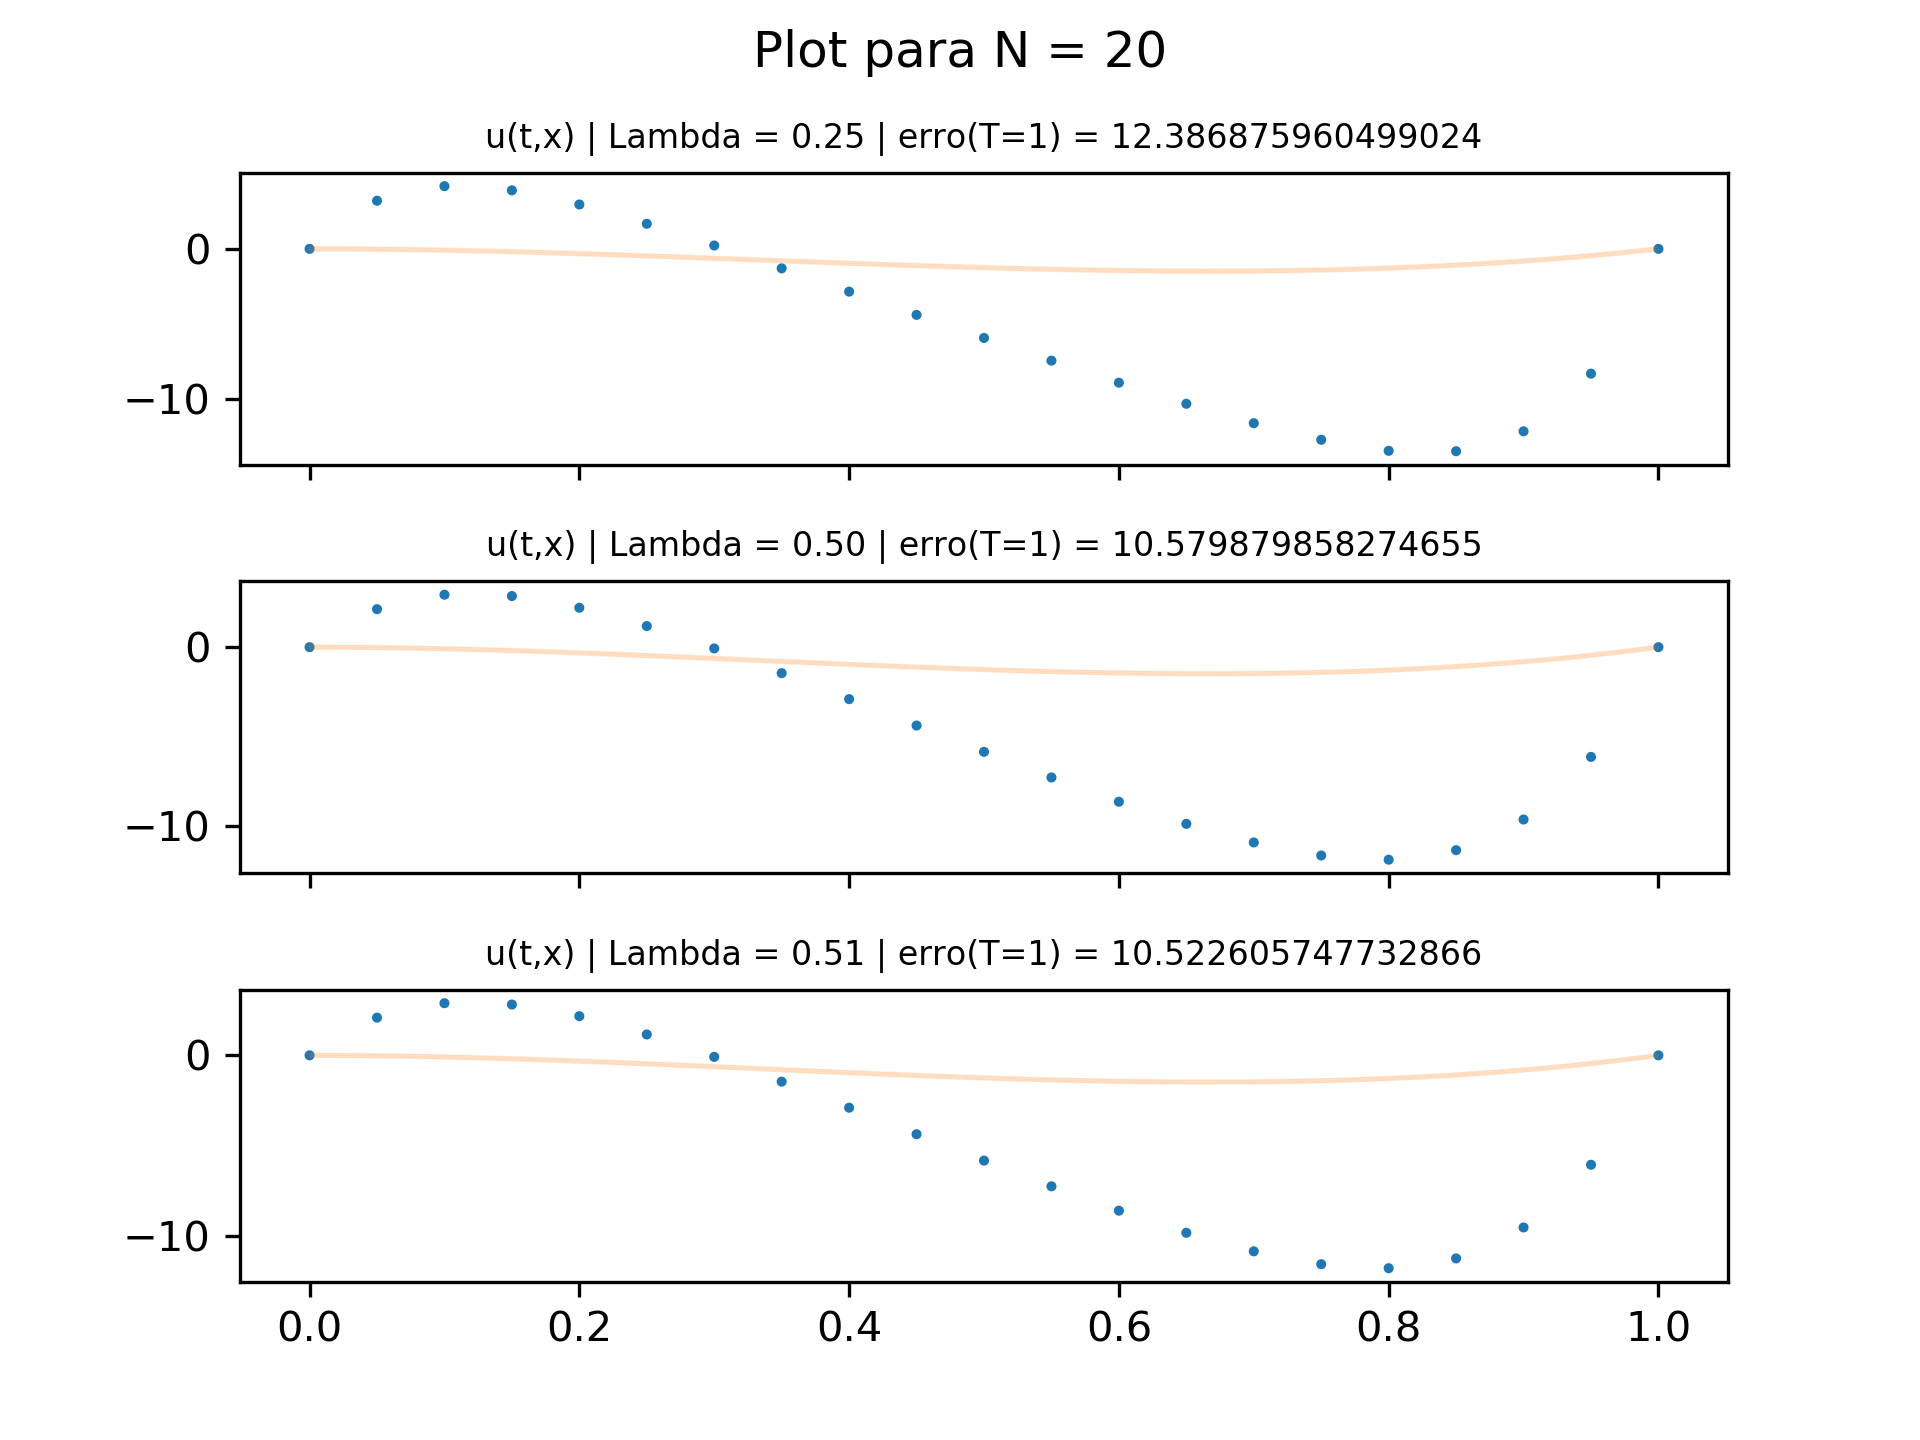 Plot para N = 20
u(t,x) | Lambda = 0.25 | erro(T=1) = 12.386875960499024
0
−10
u(t,x) | Lambda = 0.50 | erro(T=1) = 10.579879858274655
0
−10
u(t,x) | Lambda = 0.51 | erro(T=1) = 10.522605747732866
0
−10
0.0 0.2 0.4 0.6 0.8 1.0